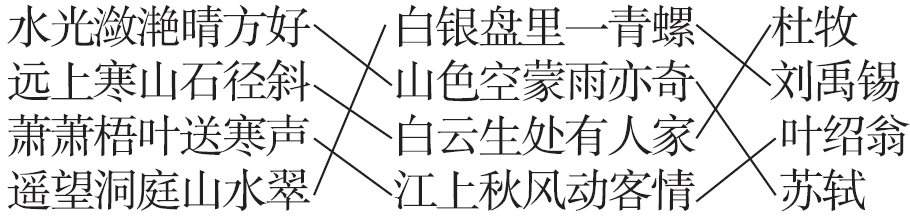 水光潋滟晴方好 白银盘里一青螺 杜牧
远上寒山石径斜 山色空蒙雨亦奇 刘禹锡
萧萧梧叶送寒声 白云生处有人家 叶绍翁
遥望洞庭山水翠 江上秋风动客情 苏轼